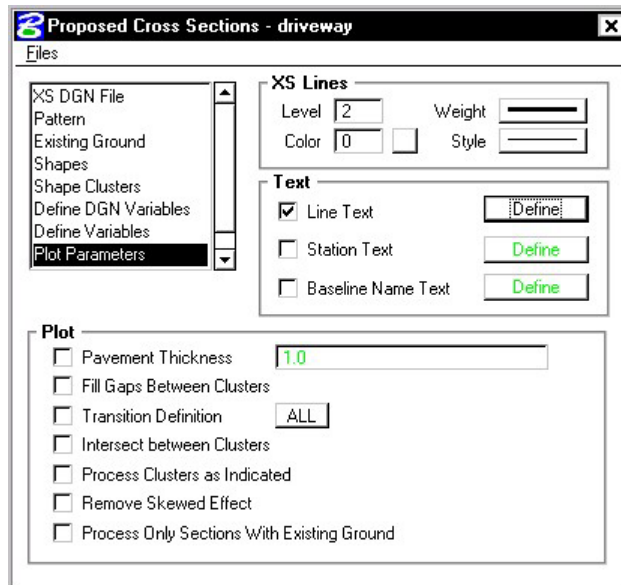 Proposed Cross Sections - driveway
Files
XS DGN File
Pattern
Existing Ground
Shapes
Shape Clusters
Define DGN Variables
Define Variables
Plot Parameters
XS Lines
Level 2 Weight
Color 0 Style
Text
Line Text Define
Station Text Define
Baseline Name Text Define
Plot
Pavement Thickness 1.0
Fill Gaps Between Clusters
Transition Definition ALL
Intersect between Clusters
Process Clusters as Indicated
Remove Skewed Effect
Process Only Sections With Existing Ground